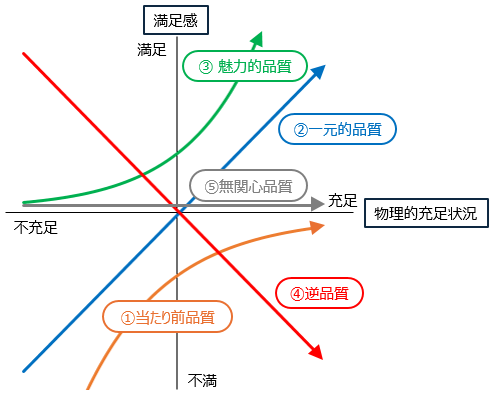 満足感
満足
③ 魅力的品質
②一元的品質
⑤無関心品質
充足
不充足
物理的充足状況
④逆品質
①当たり前品質
不満